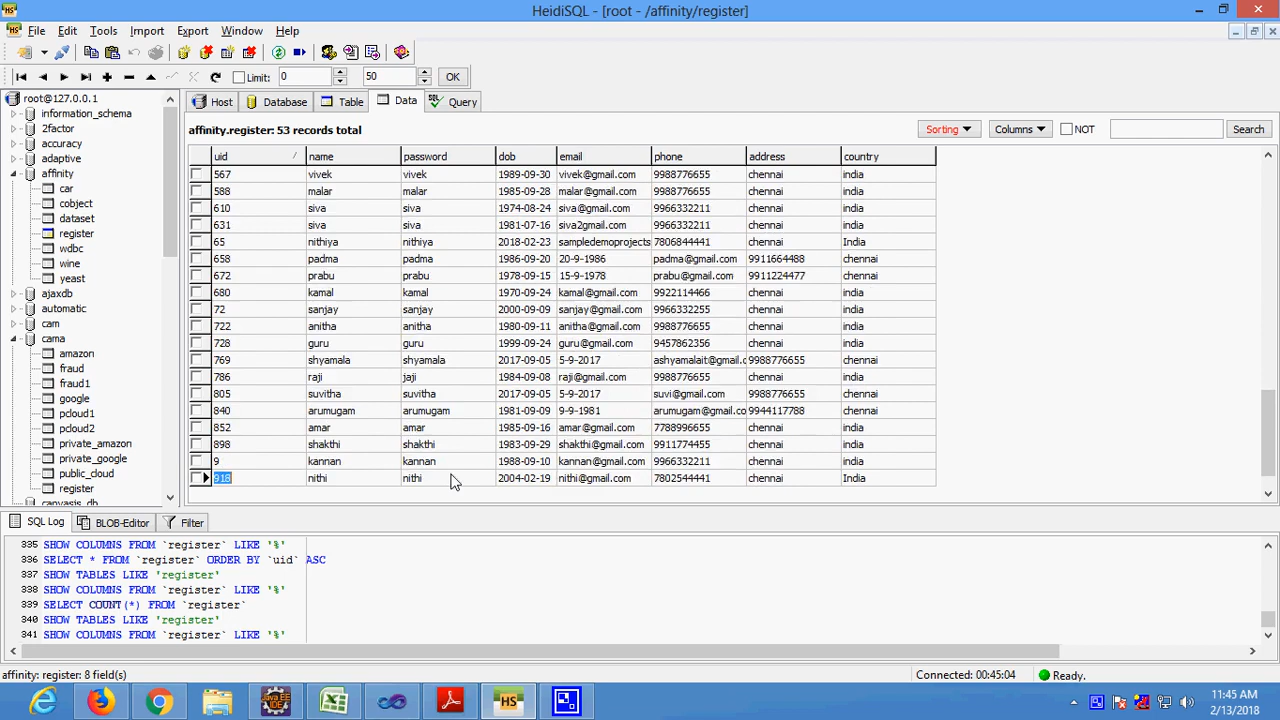 HeidiSQL - [root - /affinity/register]
File Edit Tools Import Export Window Help
Limit: 0 50 OK
root@127.0.0.1
information_schema
2factor
accuracy
adaptive
affinity
car
cobject
dataset
register
wdbc
wine
yeast
ajaxdb
automatic
cam
cama
amazon
fraud
fraud1
google
pcloud1
pcloud2
private_amazon
private_google
public_cloud
register
Host Database Table Data Query
affinity.register: 53 records total
Sorting Columns NOT Search
uid name password dob email phone address country
567 vivek vivek 1989-09-30 vivek@gmail.com 9988776655 chennai india
588 malar malar 1985-09-28 malar@gmail.com 9988776655 chennai india
610 siva siva 1974-08-24 siva@gmail.com 9966332211 chennai india
631 siva siva 1981-07-16 siva2gmail.com 9966332211 chennai india
65 nithiya nithiya 2018-02-23 sampledemoprojects 7806844441 chennai India
658 padma padma 1986-09-20 20-9-1986 padma@gmail.com 9911664488 chennai
672 prabu prabu 1978-09-15 15-9-1978 prabu@gmail.com 9911224477 chennai
680 kamal kamal 1970-09-24 kamal@gmail.com 9922114466 chennai india
72 sanjay sanjay 2000-09-09 sanjay@gmail.com 9966332255 chennai india
722 anitha anitha 1980-09-11 anitha@gmail.com 9988776655 chennai india
728 guru guru 1999-09-24 guru@gmail.com 9457862356 chennai india
769 shyamala shyamala 2017-09-05 5-9-2017 ashyamalait@gmail.c 9988776655 chennai
786 raji jaji 1984-09-08 raji@gmail.com 9988776655 chennai india
805 suvitha suvitha 2017-09-05 5-9-2017 suvi@gmail.com 9988776655 chennai
840 arumugam arumugam 1981-09-09 9-9-1981 arumugam@gmail.co 9944117788 chennai
852 amar amar 1985-09-16 amar@gmail.com 7788996655 chennai india
898 shakthi shakthi 1983-09-29 shakthi@gmail.com 9911774455 chennai india
9 kannan kannan 1988-09-10 kannan@gmail.com 9966332211 chennai india
918 nithi nithi 2004-02-19 nithi@gmail.com 7802544441 chennai India
SQL Log BLOB-Editor Filter
335 SHOW COLUMNS FROM `register` LIKE '%'
336 SELECT * FROM `register` ORDER BY `uid` ASC
337 SHOW TABLES LIKE 'register'
338 SHOW COLUMNS FROM `register` LIKE '%'
339 SELECT COUNT(*) FROM `register`
340 SHOW TABLES LIKE 'register'
341 SHOW COLUMNS FROM `register` LIKE '%'
affinity: register: 8 field(s) Connected: 00:45:04 Ready.
11:45 AM
2/13/2018